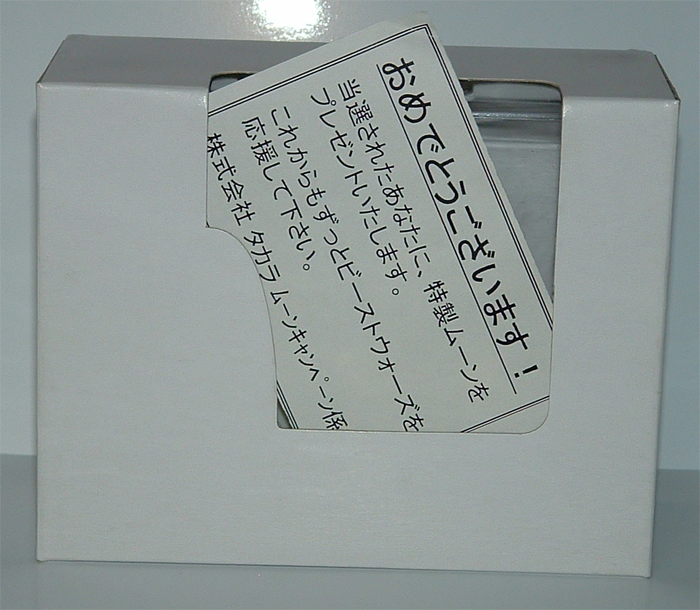 おめでとうございます！
当選されたあなたに、特製ムーンを
プレゼントいたします。
これからもずっとビーストウォーズを
応援して下さい。
株式会社 タカラ ムーンキャンペーン係